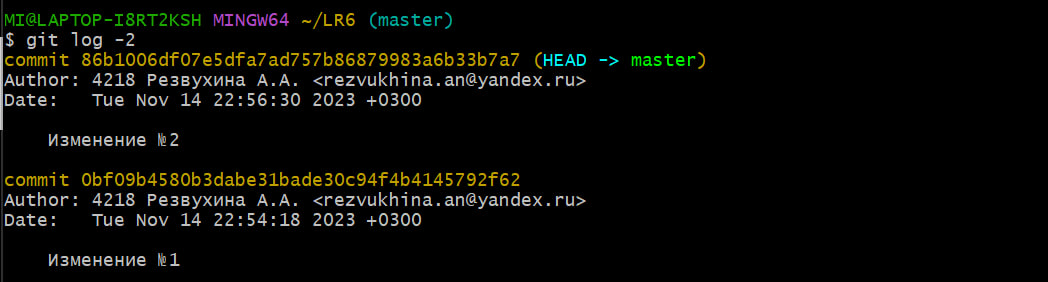 MI@LAPTOP-I8RT2KSH MINGW64 ~/LR6 (master)
$ git log -2
commit 86b1006df07e5dfa7ad757b86879983a6b33b7a7 (HEAD -> master)
Author: 4218 Резвухина А.А. <rezvukhina.an@yandex.ru>
Date:   Tue Nov 14 22:56:30 2023 +0300
Изменение №2
commit 0bf09b4580b3dabe31bade30c94f4b4145792f62
Author: 4218 Резвухина А.А. <rezvukhina.an@yandex.ru>
Date:   Tue Nov 14 22:54:18 2023 +0300
Изменение №1